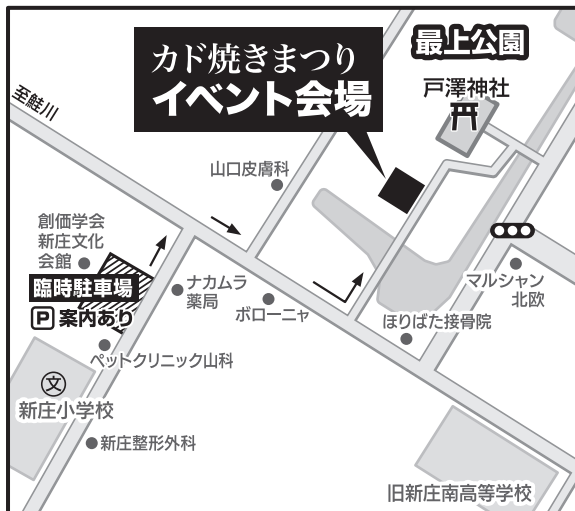 カド焼きまつり
イベント会場
最上公園
戸澤神社
至鮭川
山口皮膚科
創価学会
新庄文化
会館
臨時駐車場
P 案内あり
ナカムラ
薬局
ボローニャ
マルシャン
北欧
ほりばた接骨院
ペットクリニック山科
文
新庄小学校
新庄整形外科
旧新庄南高等学校